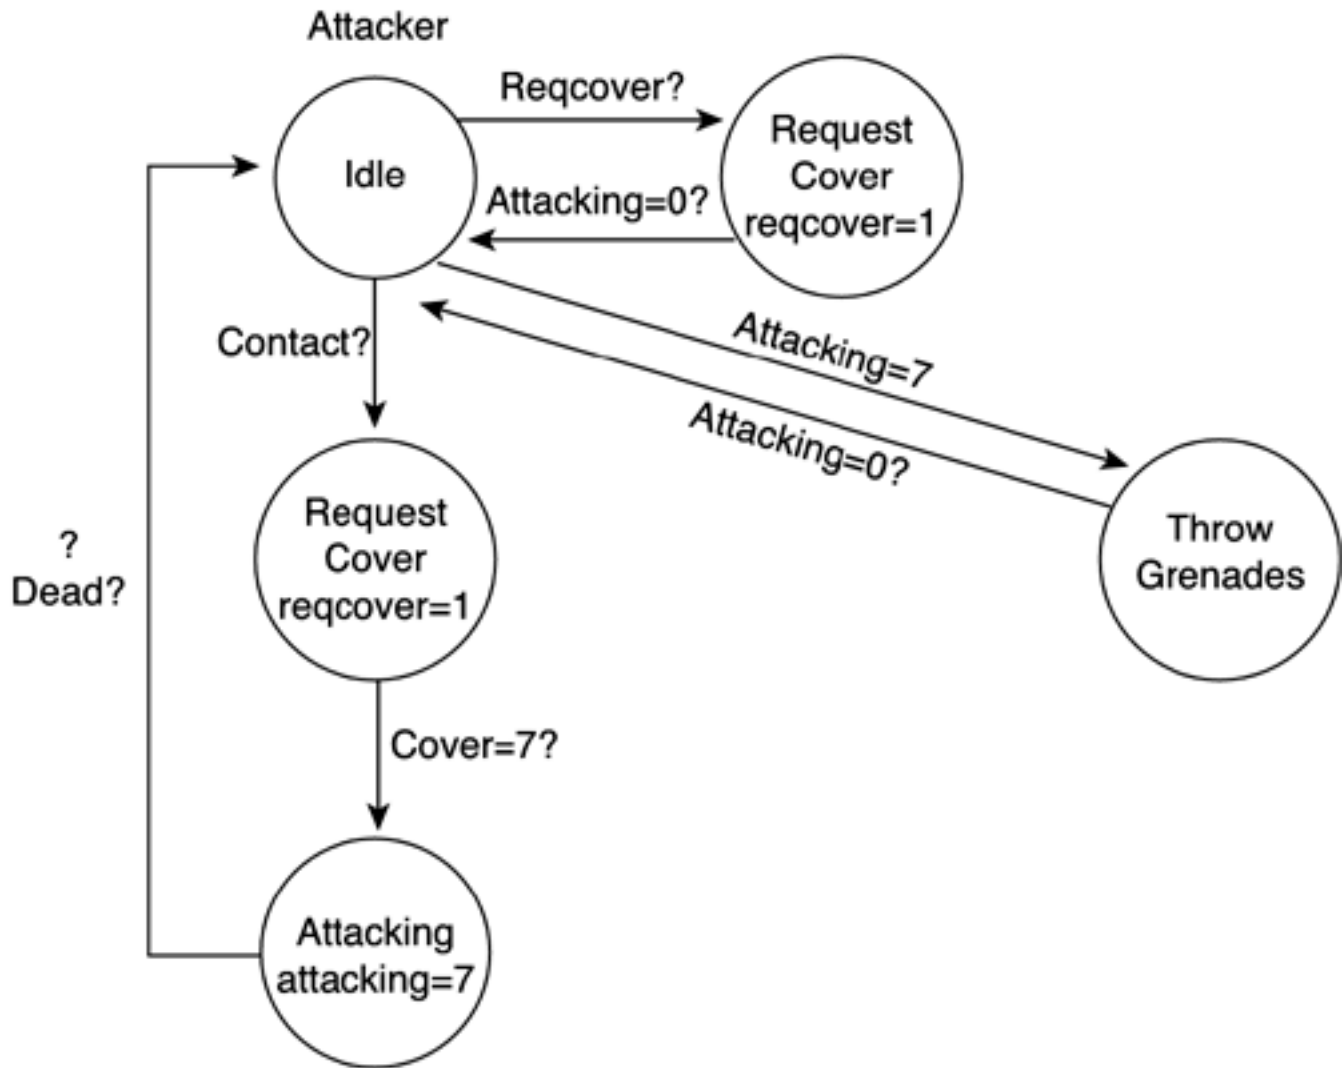 Attacker
Reqcover?
Idle
Request
Cover
reqcover=1
Attacking=0?
Contact?
Attacking=7
Attacking=0?
Request
Cover
reqcover=1
Throw
Grenades
?
Dead?
Cover=7?
Attacking
attacking=7